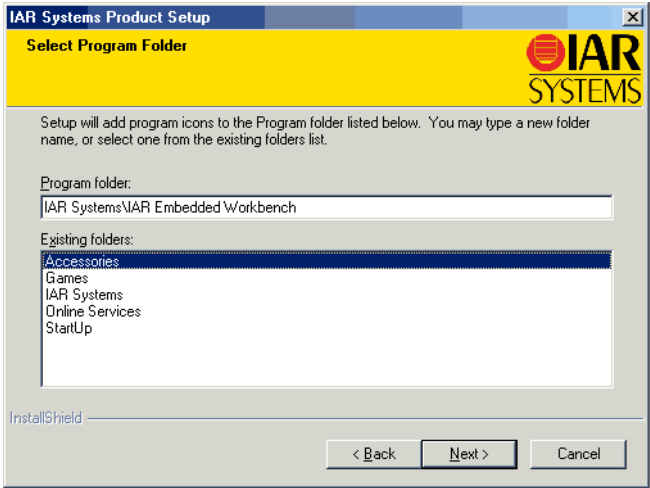 IAR Systems Product Setup
Select Program Folder
IAR
SYSTEMS
Setup will add program icons to the Program folder listed below. You may type a new folder
name, or select one from the existing folders list.
Program folder:
IAR Systems\IAR Embedded Workbench
Existing folders:
Accessories
Games
IAR Systems
Online Services
StartUp
InstallShield
< Back Next > Cancel